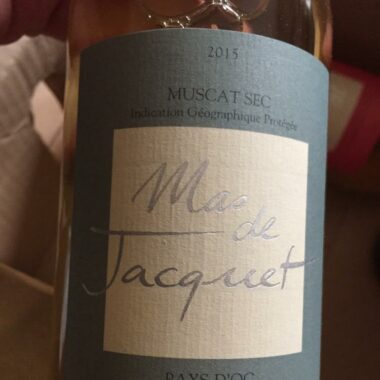 2015
MUSCAT SEC
Indication Géographique Protégée
Mas
de
Jacquet
PAYS D'OC